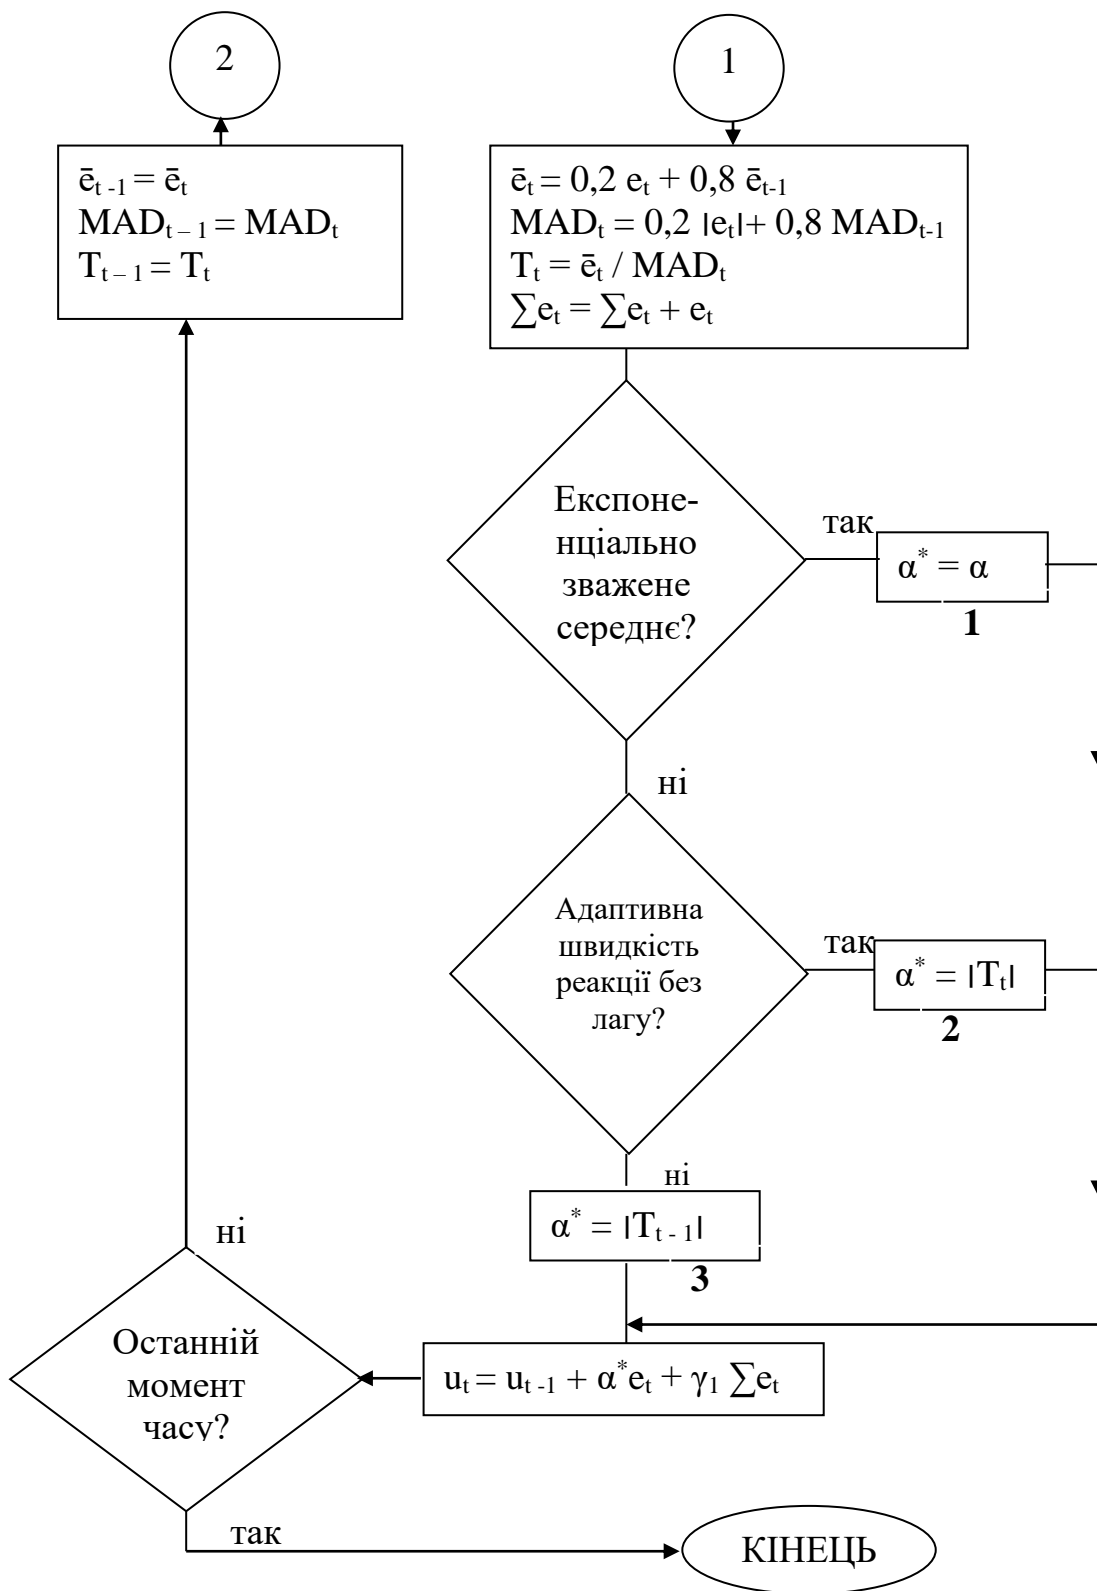 2
1
ē_{t -1} = ē_t
MAD_{t – 1} = MAD_t
T_{t – 1} = T_t
ē_t = 0,2 e_t + 0,8 ē_{t-1}
MAD_t = 0,2 |e_t|+ 0,8 MAD_{t-1}
T_t = ē_t / MAD_t
∑e_t = ∑e_t + e_t
Експоне-
нціально
зважене
середнє?
так
α^* = α
1
ні
Адаптивна
швидкість
реакції без
лагу?
так
α^* = |T_t|
2
ні
α^* = |T_{t - 1}|
3
u_t = u_{t -1} + α^*e_t + γ_1 ∑e_t
ні
Останній
момент
часу?
так
КІНЕЦЬ